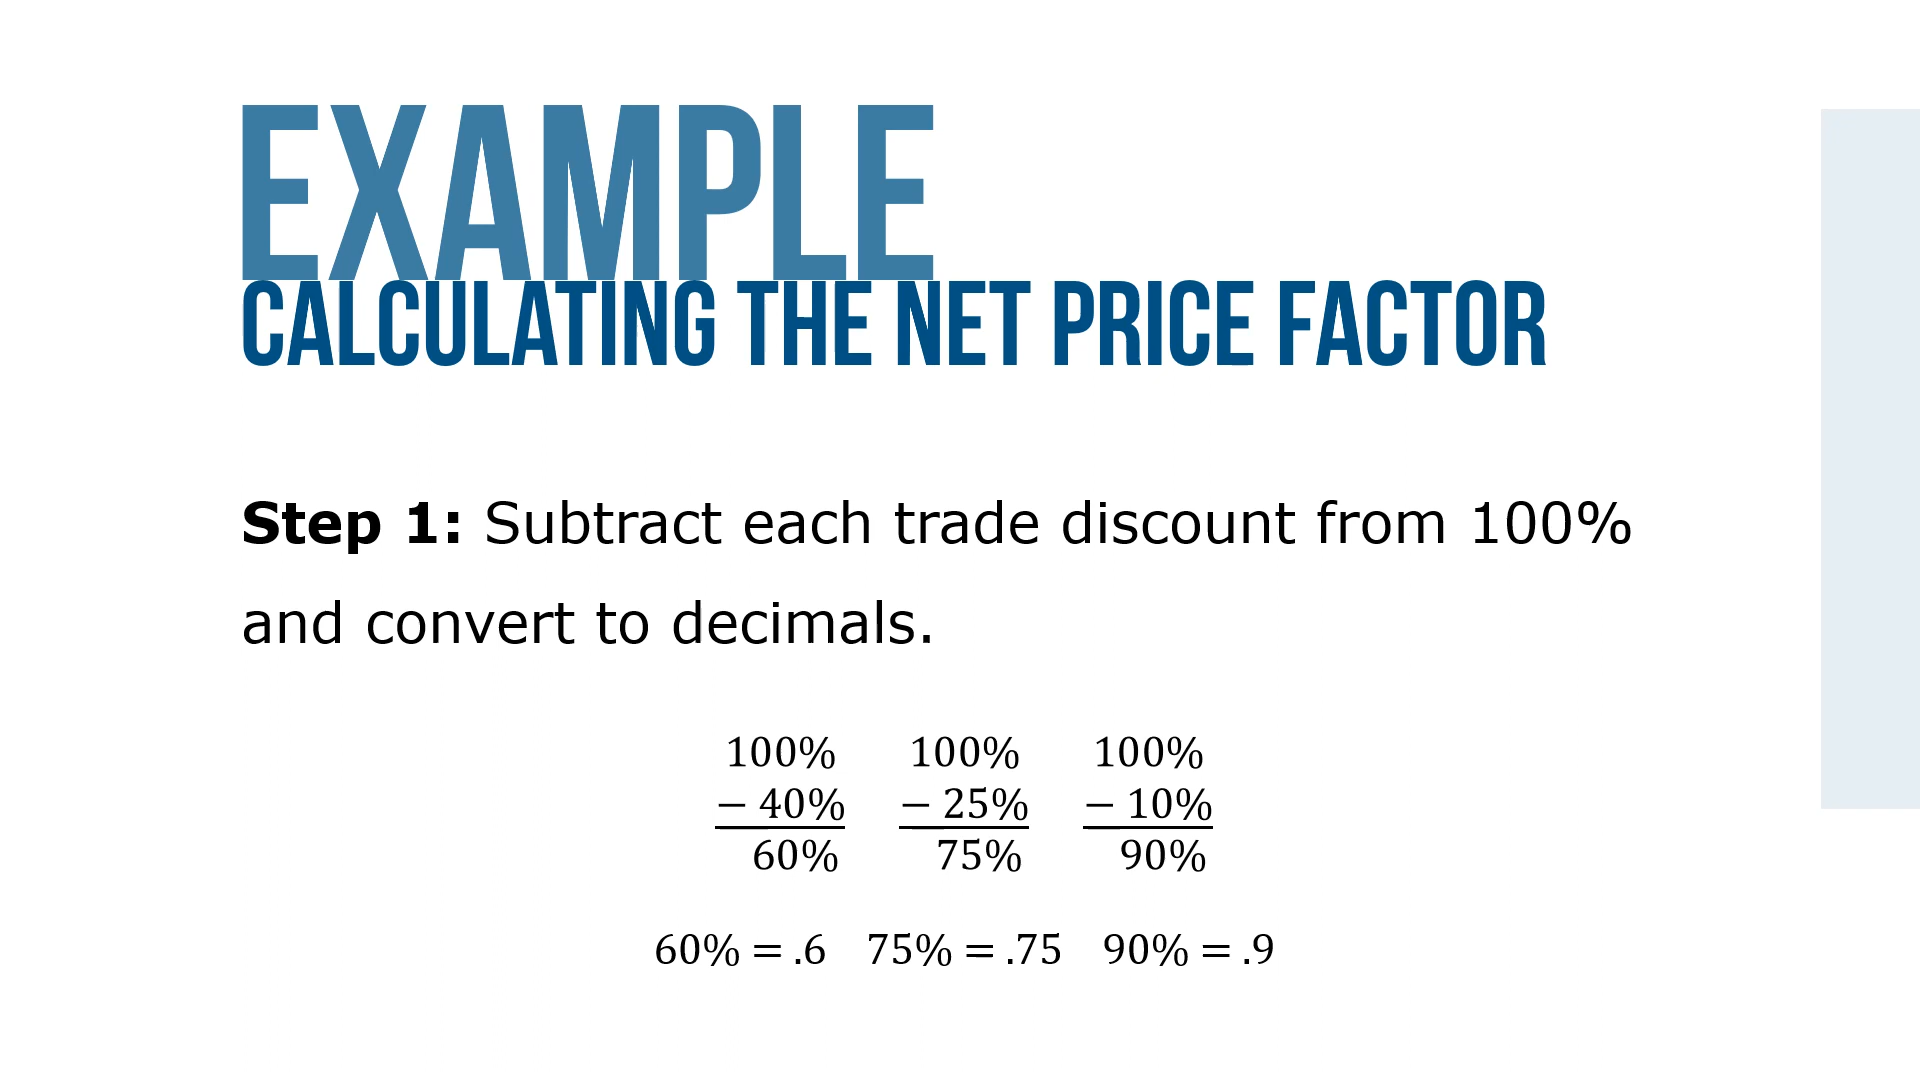 EXAMPLE
CALCULATING THE NET PRICE FACTOR
Step 1: Subtract each trade discount from 100%
and convert to decimals.
100% 100% 100%
− 40% − 25% − 10%
60% 75% 90%
60% = .6 75% = .75 90% = .9